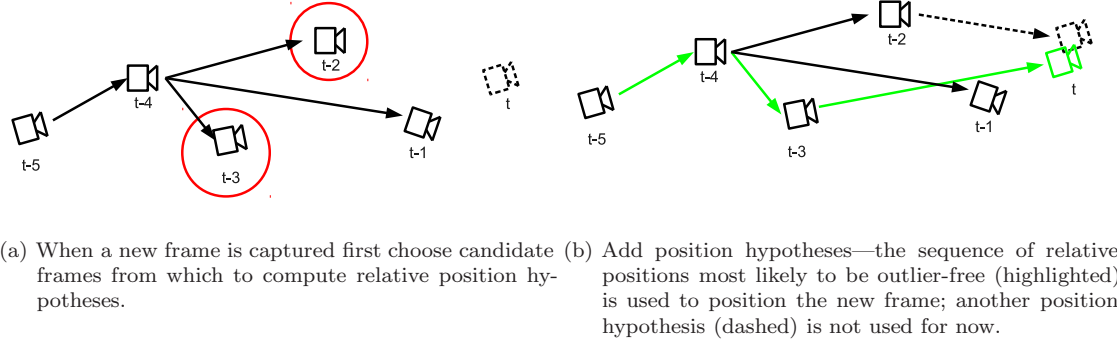 t-2
t-4
t
t-5
t-3
t-1
t-2
t-4
t
t-5
t-3
t-1
(a) When a new frame is captured first choose candidate
frames from which to compute relative position hy-
potheses.
(b) Add position hypotheses—the sequence of relative
positions most likely to be outlier-free (highlighted)
is used to position the new frame; another position
hypothesis (dashed) is not used for now.